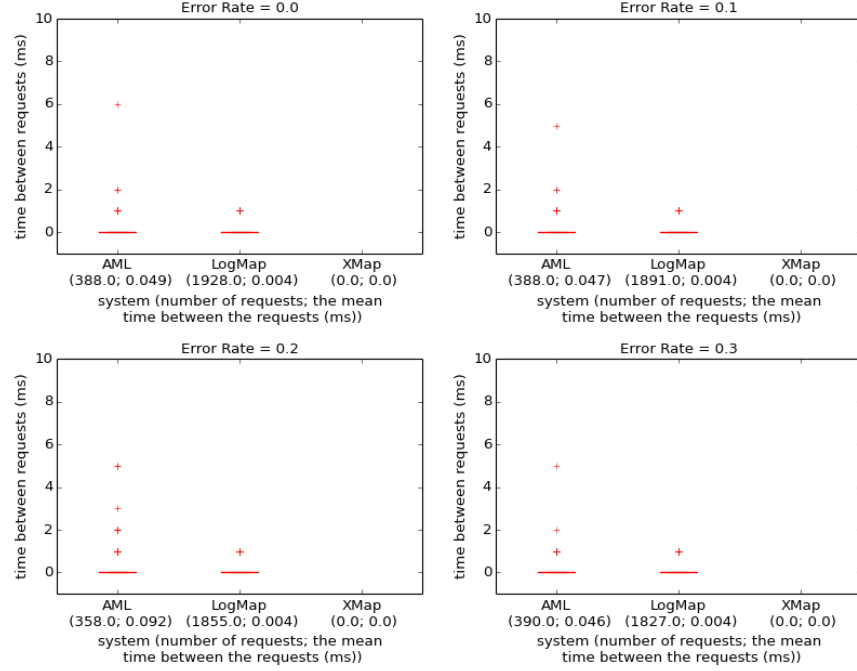 Error Rate = 0.0
10
8
6
4
2
0
time between requests (ms)
AML LogMap XMap
(388.0; 0.049) (1928.0; 0.004) (0.0; 0.0)
system (number of requests; the mean
time between the requests (ms))
Error Rate = 0.1
10
8
6
4
2
0
time between requests (ms)
AML LogMap XMap
(388.0; 0.047) (1891.0; 0.004) (0.0; 0.0)
system (number of requests; the mean
time between the requests (ms))
Error Rate = 0.2
10
8
6
4
2
0
time between requests (ms)
AML LogMap XMap
(358.0; 0.092) (1855.0; 0.004) (0.0; 0.0)
system (number of requests; the mean
time between the requests (ms))
Error Rate = 0.3
10
8
6
4
2
0
time between requests (ms)
AML LogMap XMap
(390.0; 0.046) (1827.0; 0.004) (0.0; 0.0)
system (number of requests; the mean
time between the requests (ms))